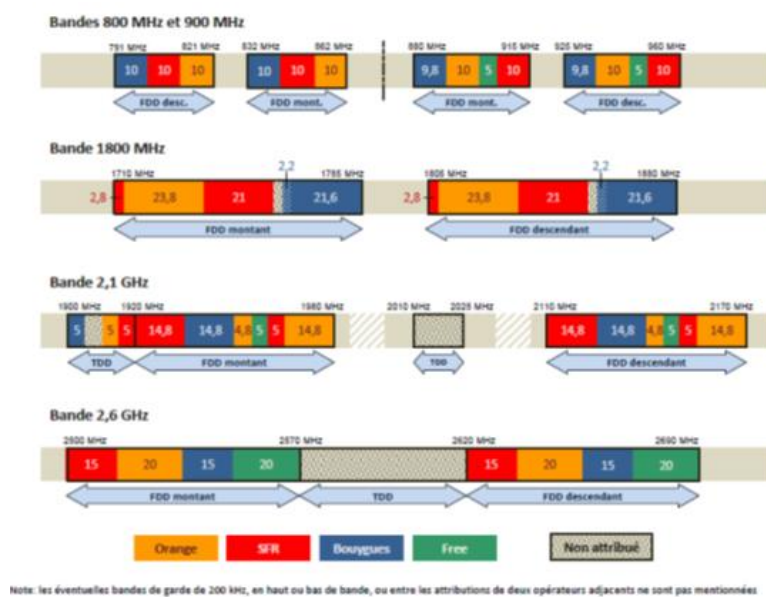 Bandes 800 MHz et 900 MHz
791 MHz 821 MHz 832 MHz 862 MHz 880 MHz 915 MHz 925 MHz 960 MHz
10 10 10 10 10 10 9,8 10 5 10 9,8 10 5 10
FDD desc. FDD mont. FDD mont. FDD desc.
Bande 1800 MHz
2,2 2,2
1710 MHz 1785 MHz 1805 MHz 1880 MHz
2,8 23,8 21 21,6 2,8 23,8 21 21,6
FDD montant FDD descendant
Bande 2,1 GHz
1900 MHz 1920 MHz 1980 MHz 2010 MHz 2025 MHz 2110 MHz 2170 MHz
5 5 5 14,8 14,8 4,8 5 5 14,8 14,8 14,8 4,8 5 5 14,8
TDD FDD montant TDD FDD descendant
Bande 2,6 GHz
2500 MHz 2570 MHz 2620 MHz 2690 MHz
15 20 15 20 15 20 15 20
FDD montant TDD FDD descendant
Orange SFR Bouygues Free Non attribué
Note: les éventuelles bandes de garde de 200 kHz, en haut ou bas de bande, ou entre les attributions de deux opérateurs adjacents ne sont pas mentionnées